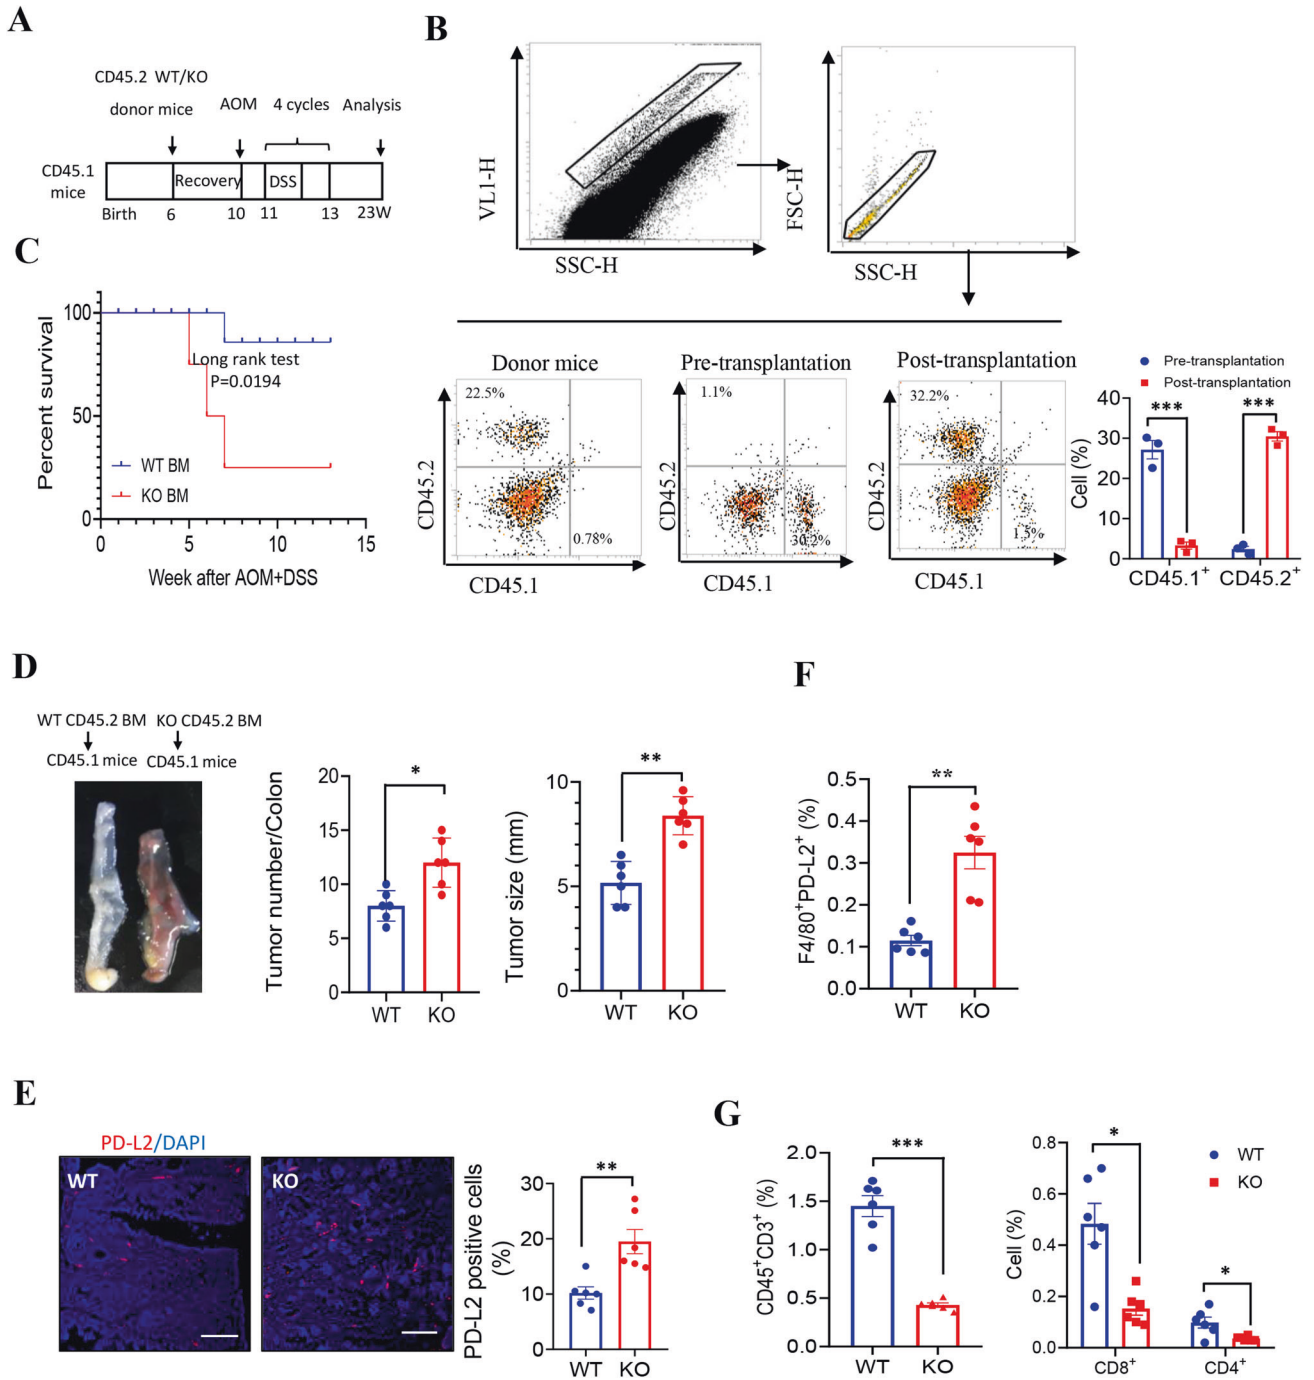 A
CD45.2 WT/KO
donor mice
AOM
4 cycles
Analysis
CD45.1
mice
Recovery
DSS
Birth
6
10
11
13
23W
B
VL1-H
SSC-H
FSC-H
SSC-H
Donor mice
Pre-transplantation
Post-transplantation
22.5%
0.78%
CD45.2
CD45.1
1.1%
30.2%
CD45.2
CD45.1
32.2%
1.5%
CD45.2
CD45.1
Pre-transplantation
Post-transplantation
*** ***
Cell (%)
40
30
20
10
0
CD45.1+ CD45.2+
C
Percent survival
100
50
0
Long rank test
P=0.0194
WT BM
KO BM
0 5 10 15
Week after AOM+DSS
D
WT CD45.2 BM KO CD45.2 BM
CD45.1 mice CD45.1 mice
Tumor number/Colon
20
15
10
5
0
*
WT KO
Tumor size (mm)
10
5
0
**
WT KO
F
F4/80+PD-L2+ (%)
0.5
0.4
0.3
0.2
0.1
0.0
**
WT KO
E
PD-L2/DAPI
WT
KO
PD-L2 positive cells
(%)
30
20
10
0
**
WT KO
G
CD45+CD3+ (%)
2.0
1.5
1.0
0.5
0.0
***
WT KO
Cell (%)
0.8
0.6
0.4
0.2
0.0
*
*
WT
KO
CD8+ CD4+